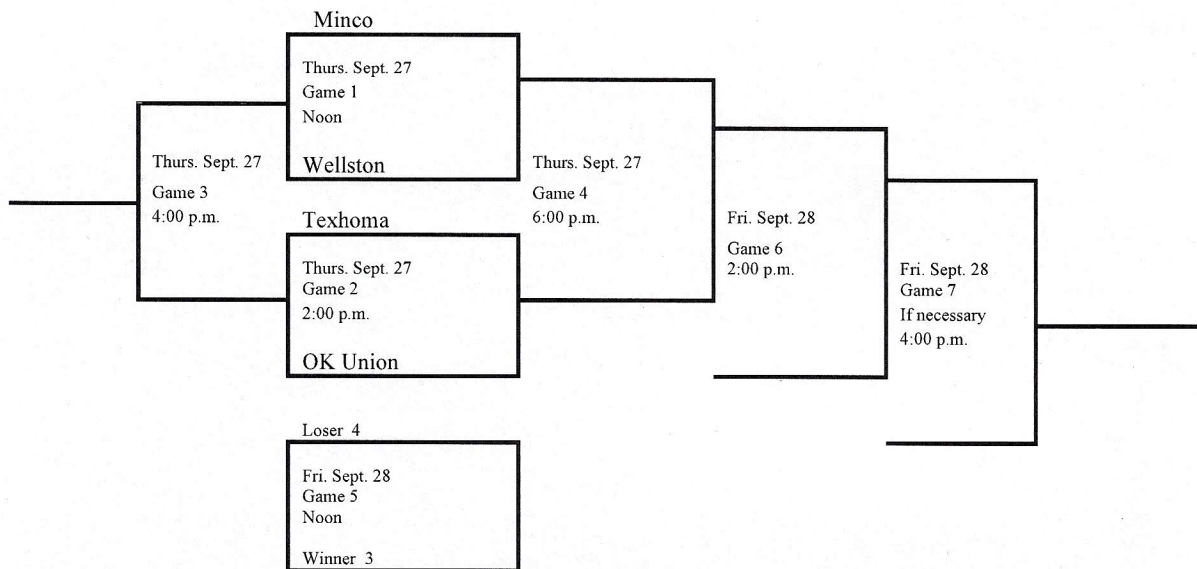 Minco
Thurs. Sept. 27
Game 1
Noon
Wellston
Thurs. Sept. 27
Game 3
4:00 p.m.
Thurs. Sept. 27
Game 4
6:00 p.m.
Texhoma
Thurs. Sept. 27
Game 2
2:00 p.m.
OK Union
Fri. Sept. 28
Game 6
2:00 p.m.
Fri. Sept. 28
Game 7
If necessary
4:00 p.m.
Loser 4
Fri. Sept. 28
Game 5
Noon
Winner 3